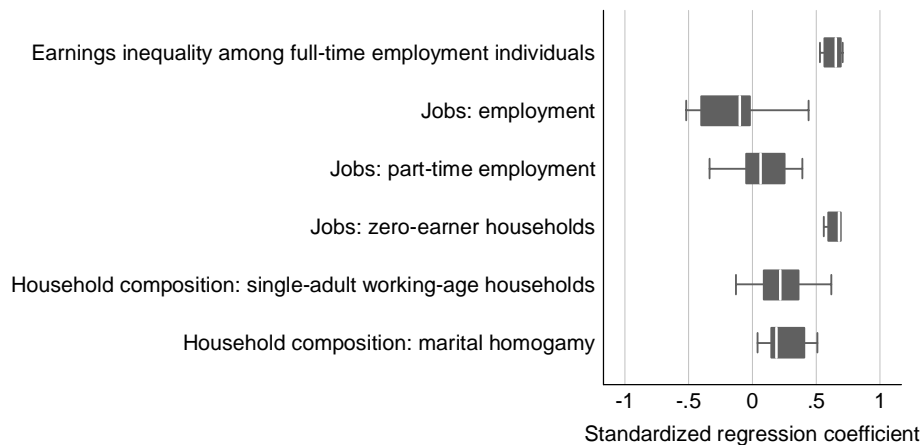 Earnings inequality among full-time employment individuals
Jobs: employment
Jobs: part-time employment
Jobs: zero-earner households
Household composition: single-adult working-age households
Household composition: marital homogamy
-1 -.5 0 .5 1
Standardized regression coefficient